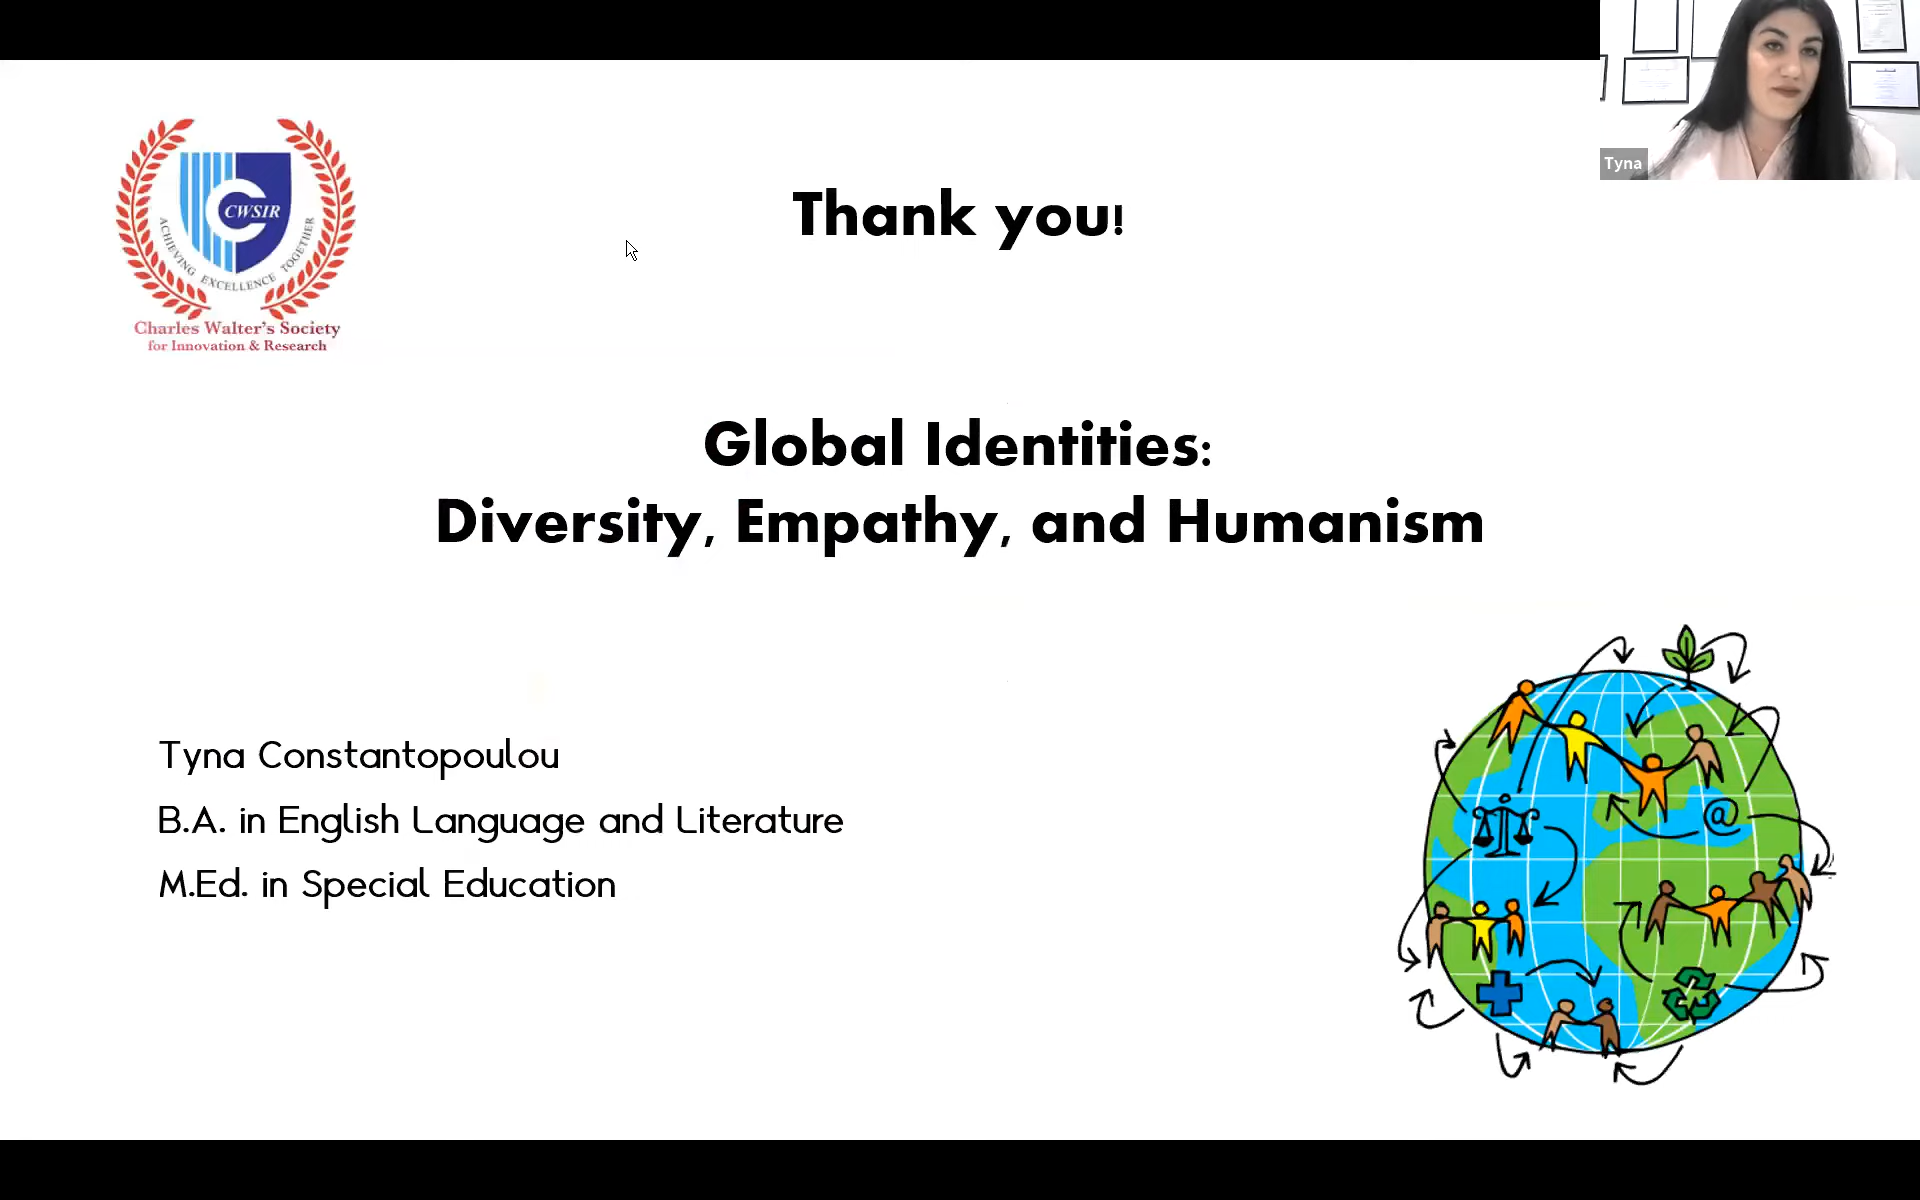 CWSIR
ACHIEVING EXCELLENCE TOGETHER
Charles Walter's Society
for Innovation & Research
Thank you!
Tyna
Global Identities:
Diversity, Empathy, and Humanism
Tyna Constantopoulou
B.A. in English Language and Literature
M.Ed. in Special Education
@